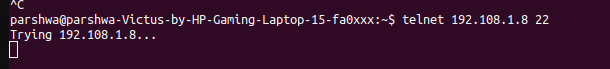 ^C
parshwa@parshwa-Victus-by-HP-Gaming-Laptop-15-fa0xxx:~$ telnet 192.108.1.8 22
Trying 192.108.1.8...